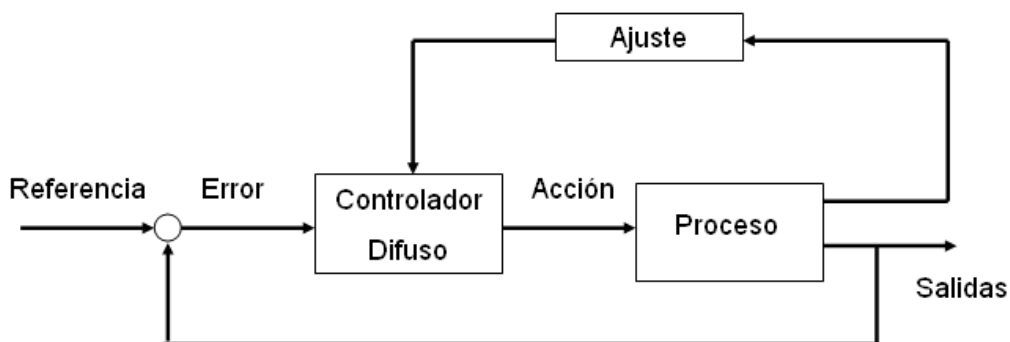 Ajuste
Referencia
Error
Controlador
Difuso
Acción
Proceso
Salidas